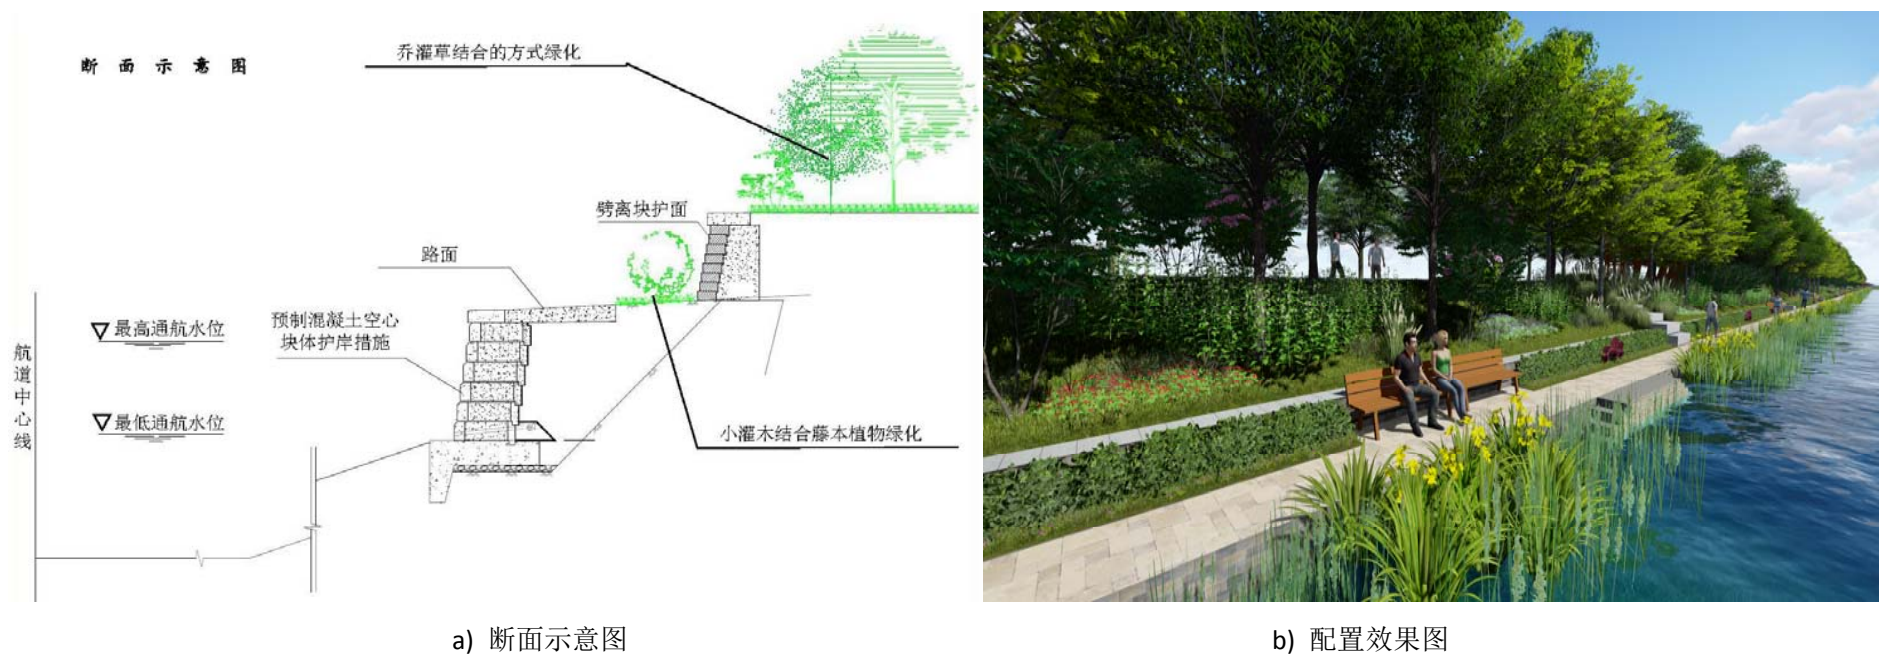 断面示意图
乔灌草结合的方式绿化
劈离块护面
路面
预制混凝土空心
块体护岸措施
最高通航水位
最低通航水位
航道中心线
小灌木结合藤本植物绿化
a) 断面示意图
b) 配置效果图